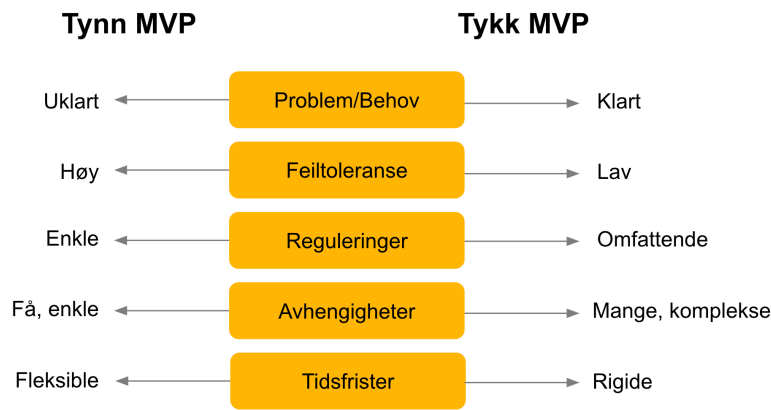 Tynn MVP
Tykk MVP
Uklart
Problem/Behov
Klart
Høy
Feiltoleranse
Lav
Enkle
Reguleringer
Omfattende
Få, enkle
Avhengigheter
Mange, komplekse
Fleksible
Tidsfrister
Rigide